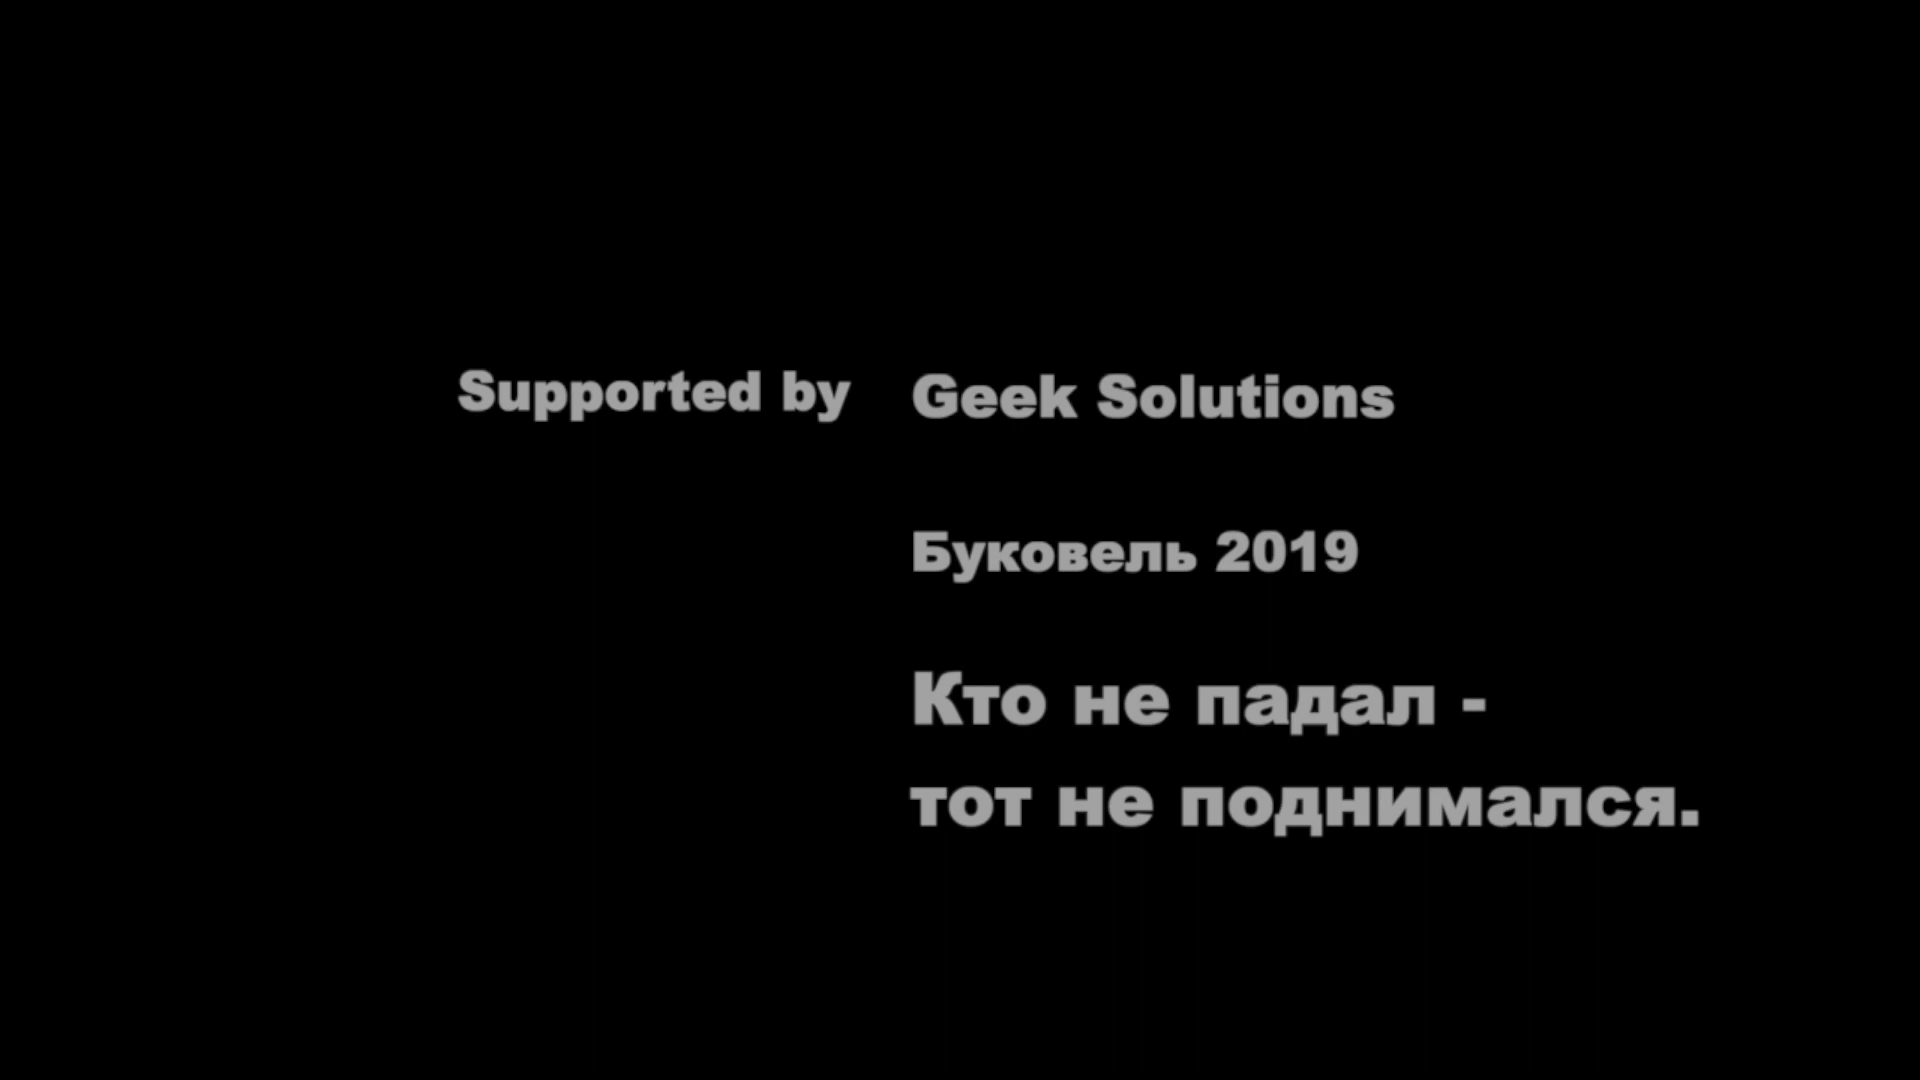 Supported by Geek Solutions
Буковель 2019
Кто не падал -
тот не поднимался.